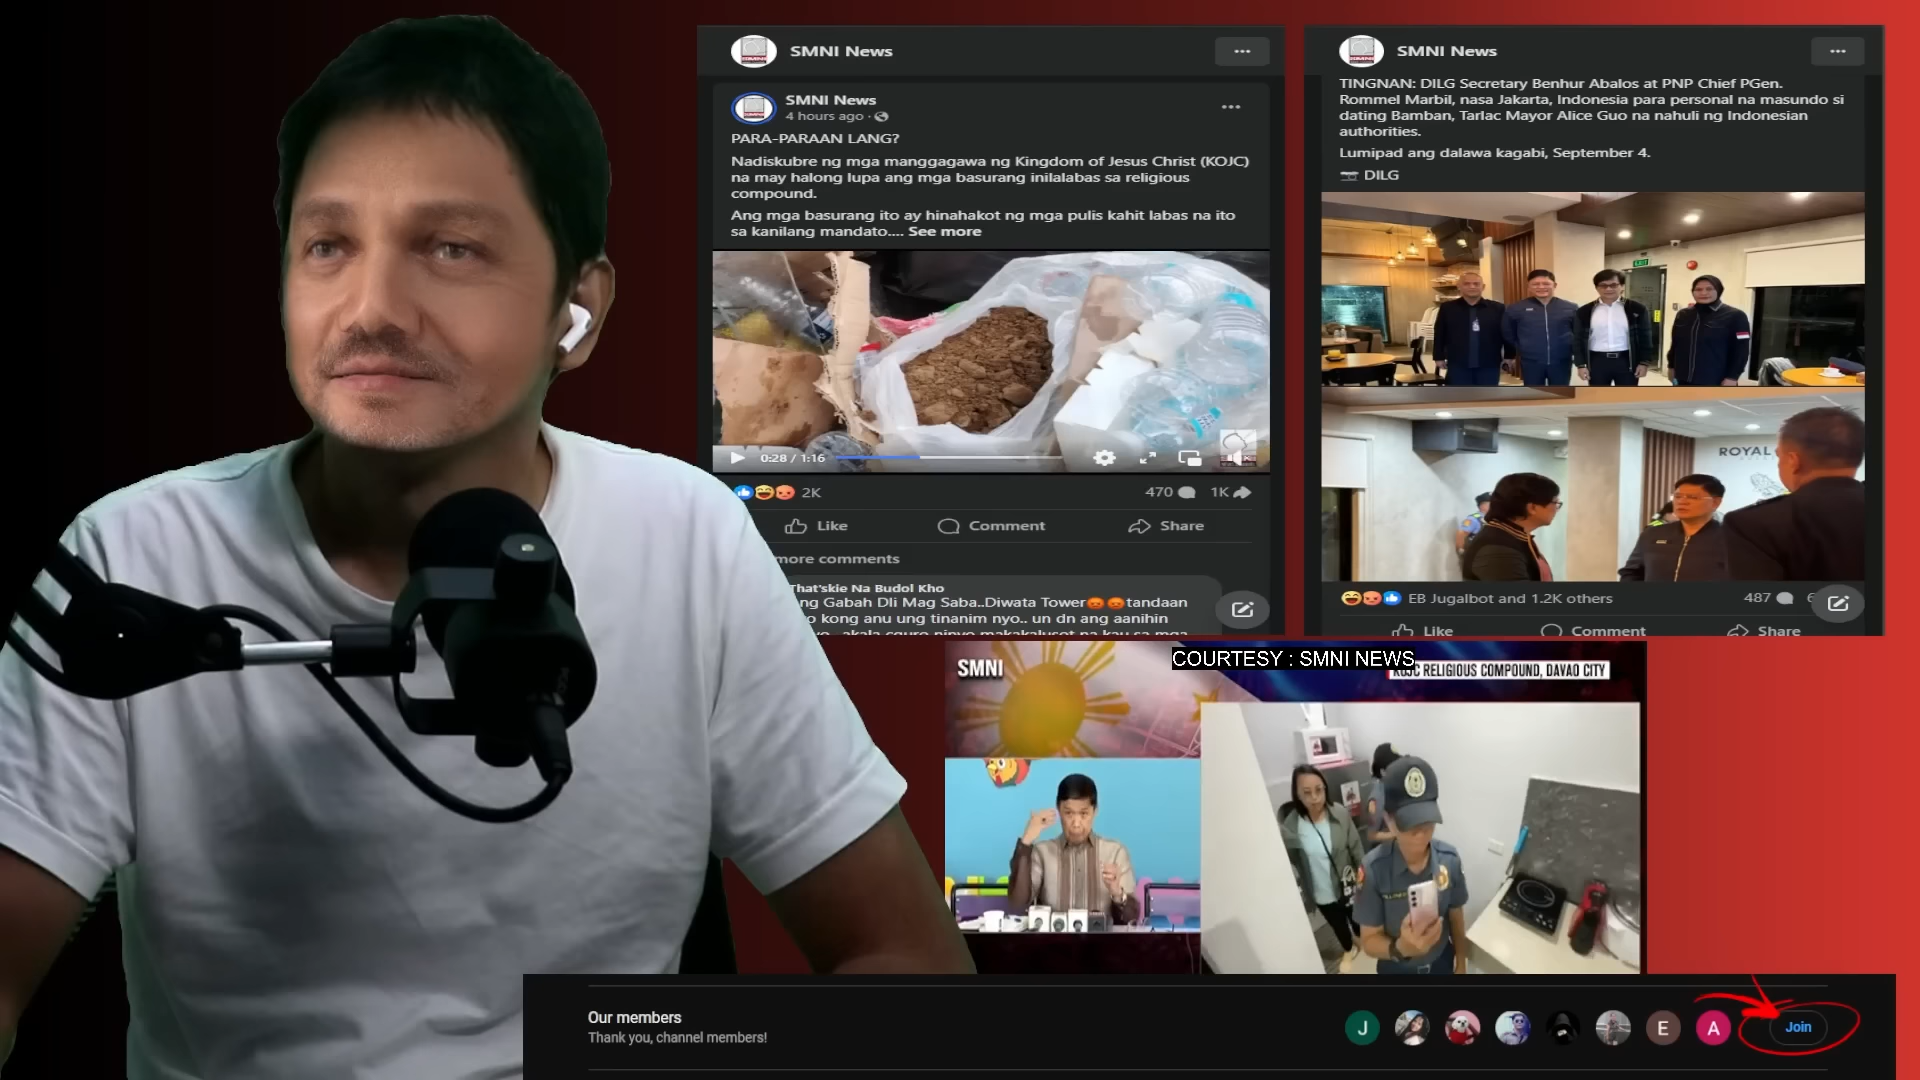 SMNI News
SMNI News
4 hours ago
PARA-PARAAN LANG?
Nadiskubre ng mga manggagawa ng Kingdom of Jesus Christ (KOJC)
na may halong lupa ang mga basurang inilalabas sa religious
compound.
Ang mga basurang ito ay hinahakot ng mga pulis kahit labas na ito
sa kanilang mandato.... See more
0:28 / 1:16
2K
470
1K
Like
Comment
Share
more comments
That'skie Na Budol Kho
ng Gabah DIi Mag Saba..Diwata Tower😡😡tandaan
o kong anu ung tinanim nyo.. un dn ang aanihin
SMNI News
TINGNAN: DILG Secretary Benhur Abalos at PNP Chief PGen.
Rommel Marbil, nasa Jakarta, Indonesia para personal na masundo si
dating Bamban, Tarlac Mayor Alice Guo na nahuli ng Indonesian
authorities.
Lumipad ang dalawa kagabi, September 4.
📷 DILG
EXIT
ROYAL
EB Jugalbot and 1.2K others
487
Like
Comment
Share
COURTESY : SMNI NEWS
SMNI
KOJC RELIGIOUS COMPOUND, DAVAO CITY
Our members
Thank you, channel members!
J
E
A
Join